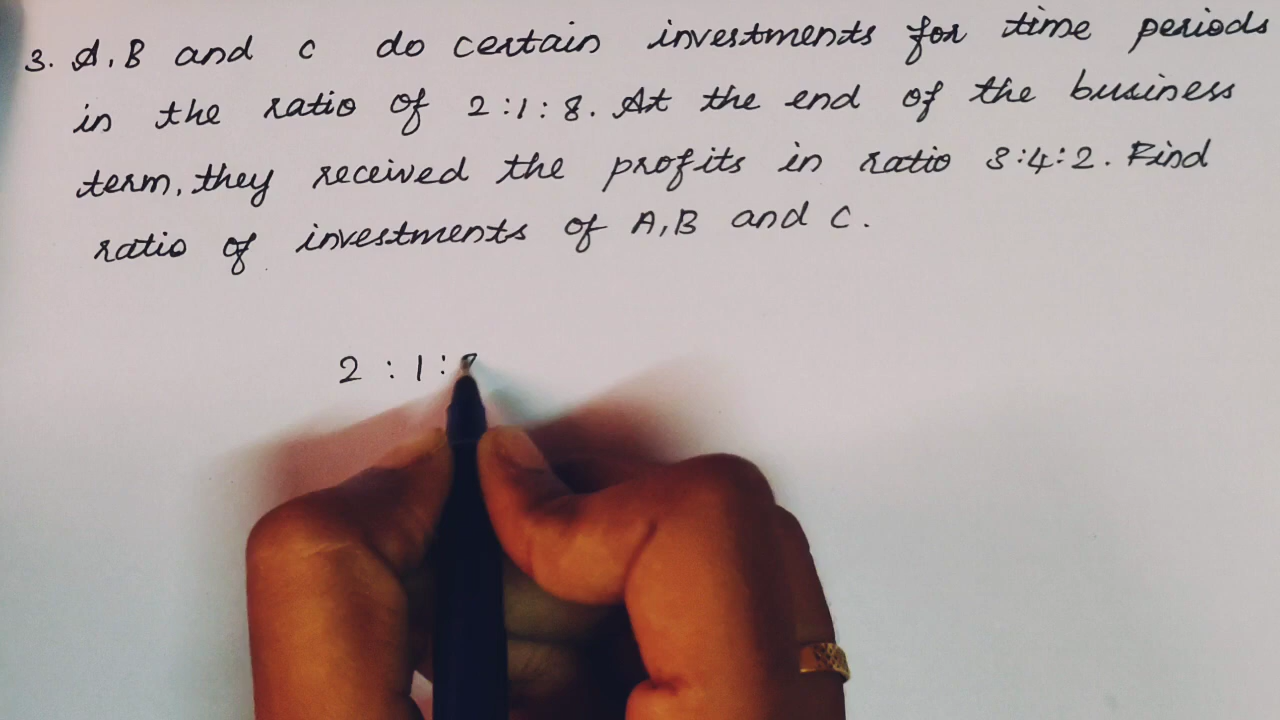 3. A, B and c do certain investments for time periods
in the ratio of 2:1:8. At the end of the business
term, they received the profits in ratio 3:4:2. Find
ratio of investments of A, B and C.
2 : 1 :